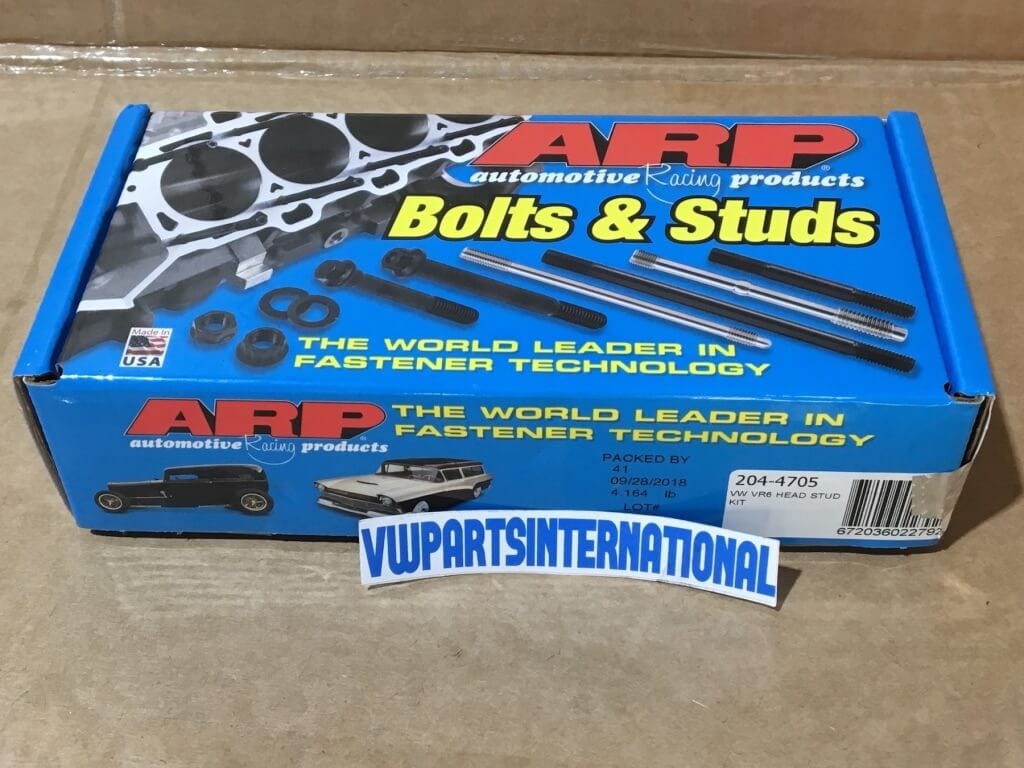 ARP
automotive Racing products
Bolts & Studs
Made In
USA
THE WORLD LEADER IN
FASTENER TECHNOLOGY
ARP
automotive Racing products
THE WORLD LEADER IN
FASTENER TECHNOLOGY
PACKED BY
41
09/28/2018
4.164 lb
LOT#
204-4705
VW VR6 HEAD STUD
KIT
672036022792
VWPARTSINTERNATIONAL